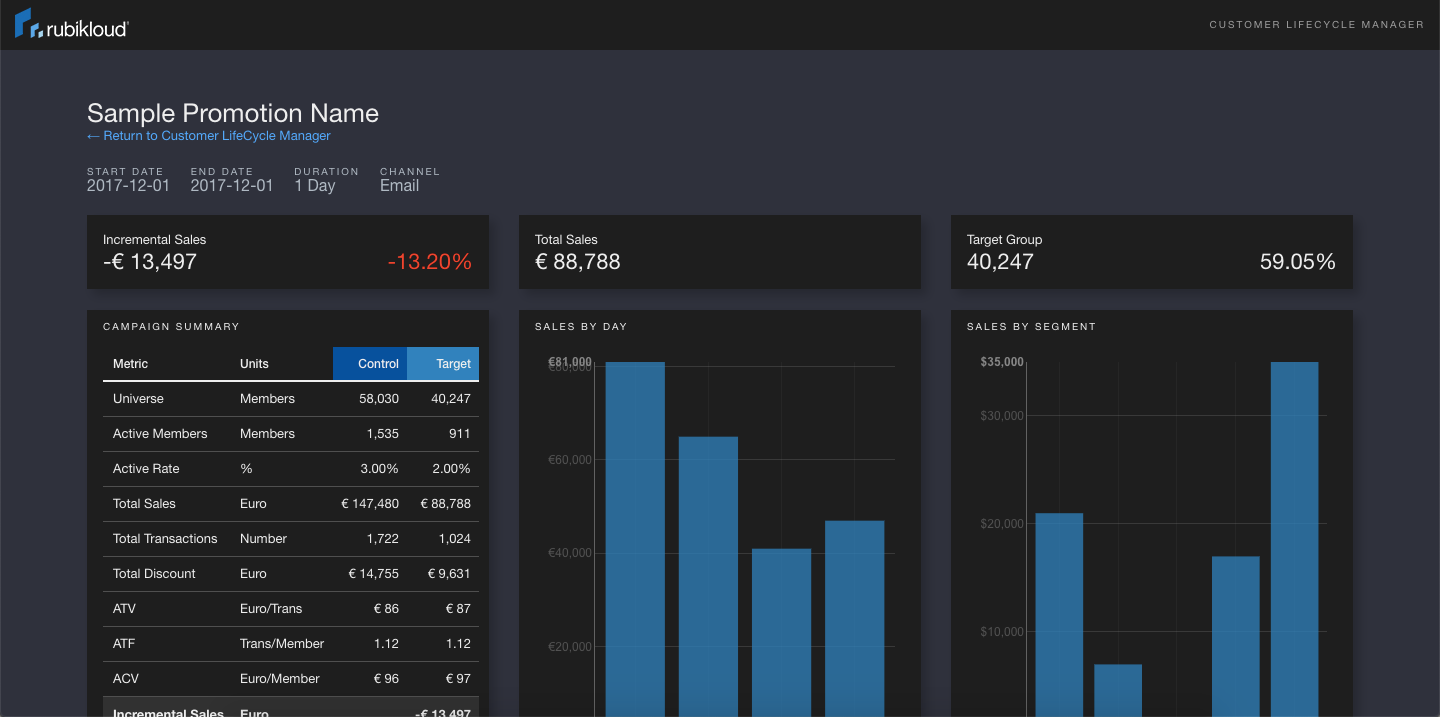 rubikloud®
CUSTOMER LIFECYCLE MANAGER
Sample Promotion Name
← Return to Customer LifeCycle Manager
START DATE END DATE DURATION CHANNEL
2017-12-01 2017-12-01 1 Day Email
Incremental Sales
-€ 13,497 -13.20%
Total Sales
€ 88,788
Target Group
40,247 59.05%
CAMPAIGN SUMMARY
Metric Units Control Target
Universe Members 58,030 40,247
Active Members Members 1,535 911
Active Rate % 3.00% 2.00%
Total Sales Euro € 147,480 € 88,788
Total Transactions Number 1,722 1,024
Total Discount Euro € 14,755 € 9,631
ATV Euro/Trans € 86 € 87
ATF Trans/Member 1.12 1.12
ACV Euro/Member € 96 € 97
Incremental Sales Euro -€ 13,497
SALES BY DAY
€81,000
€80,000
€60,000
€40,000
€20,000
SALES BY SEGMENT
$35,000
$30,000
$20,000
$10,000